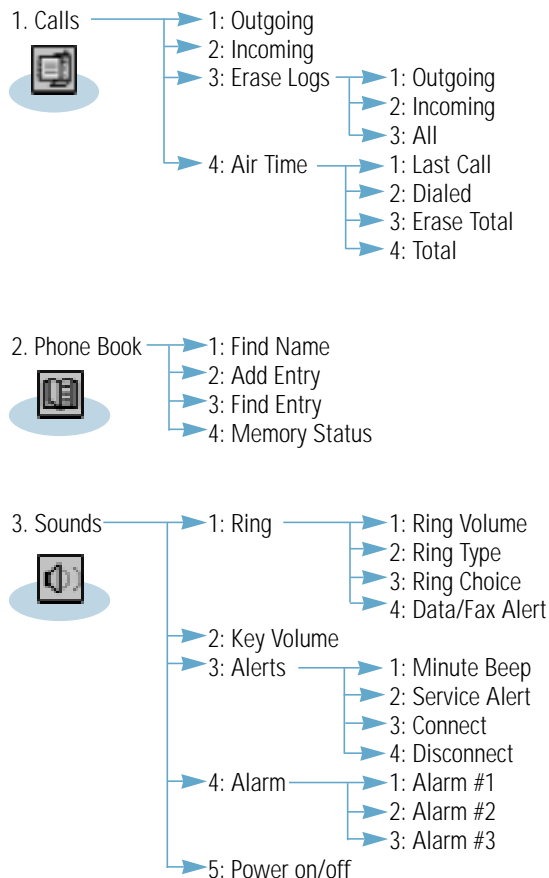 1. Calls 1: Outgoing
2: Incoming
3: Erase Logs 1: Outgoing
2: Incoming
3: All
4: Air Time 1: Last Call
2: Dialed
3: Erase Total
4: Total
2. Phone Book 1: Find Name
2: Add Entry
3: Find Entry
4: Memory Status
3. Sounds 1: Ring 1: Ring Volume
2: Ring Type
3: Ring Choice
4: Data/Fax Alert
2: Key Volume
3: Alerts 1: Minute Beep
2: Service Alert
3: Connect
4: Disconnect
4: Alarm 1: Alarm #1
2: Alarm #2
3: Alarm #3
5: Power on/off